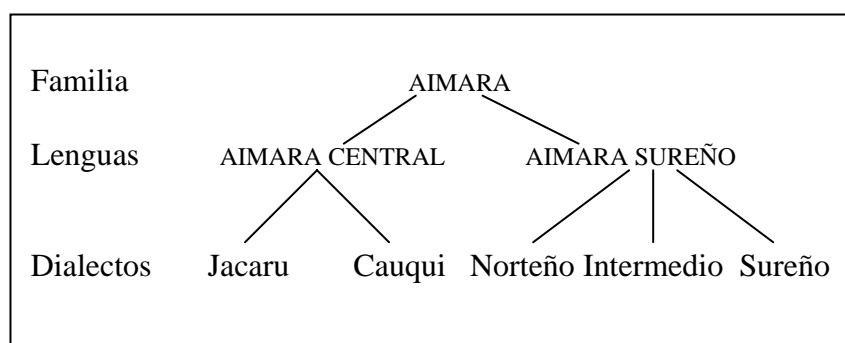 Familia AIMARA
Lenguas AIMARA CENTRAL AIMARA SUREÑO
Dialectos Jacaru Cauqui Norteño Intermedio Sureño